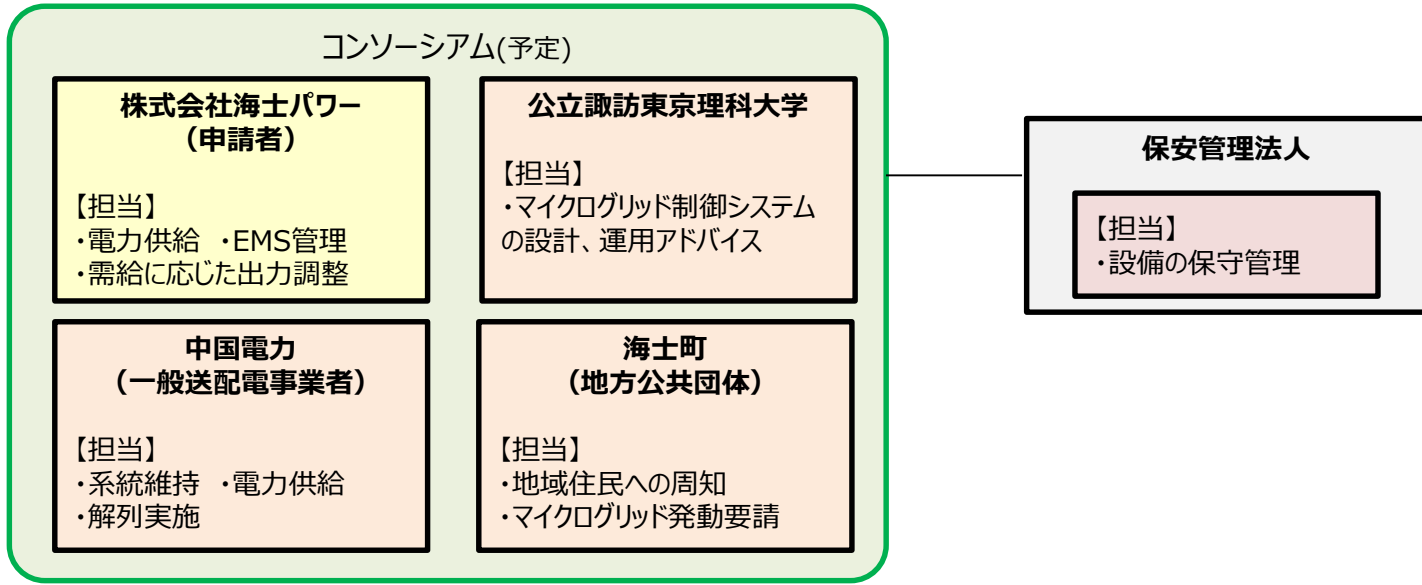 コンソーシアム(予定)
株式会社海士パワー
（申請者）
【担当】
・電力供給 ・EMS管理
・需給に応じた出力調整
公立諏訪東京理科大学
【担当】
・マイクログリッド制御システム
の設計、運用アドバイス
中国電力
（一般送配電事業者）
【担当】
・系統維持 ・電力供給
・解列実施
海士町
（地方公共団体）
【担当】
・地域住民への周知
・マイクログリッド発動要請
保安管理法人
【担当】
・設備の保守管理